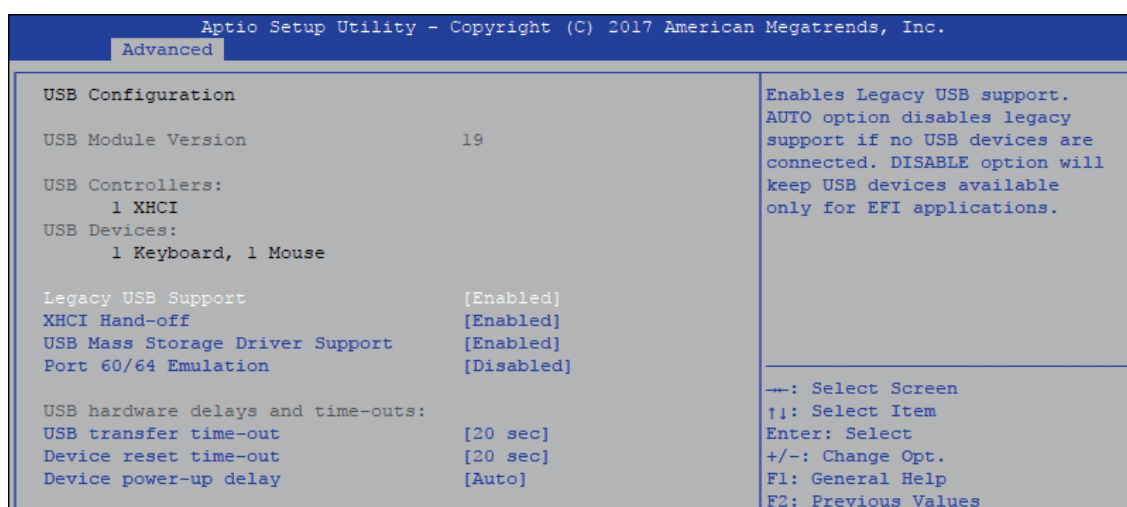 Aptio Setup Utility - Copyright (C) 2017 American Megatrends, Inc.
Advanced
USB Configuration
USB Module Version 19
USB Controllers:
1 XHCI
USB Devices:
1 Keyboard, 1 Mouse
Legacy USB Support [Enabled]
XHCI Hand-off [Enabled]
USB Mass Storage Driver Support [Enabled]
Port 60/64 Emulation [Disabled]
USB hardware delays and time-outs:
USB transfer time-out [20 sec]
Device reset time-out [20 sec]
Device power-up delay [Auto]
Enables Legacy USB support.
AUTO option disables legacy
support if no USB devices are
connected. DISABLE option will
keep USB devices available
only for EFI applications.
→←: Select Screen
↑↓: Select Item
Enter: Select
+/-: Change Opt.
F1: General Help
F2: Previous Values